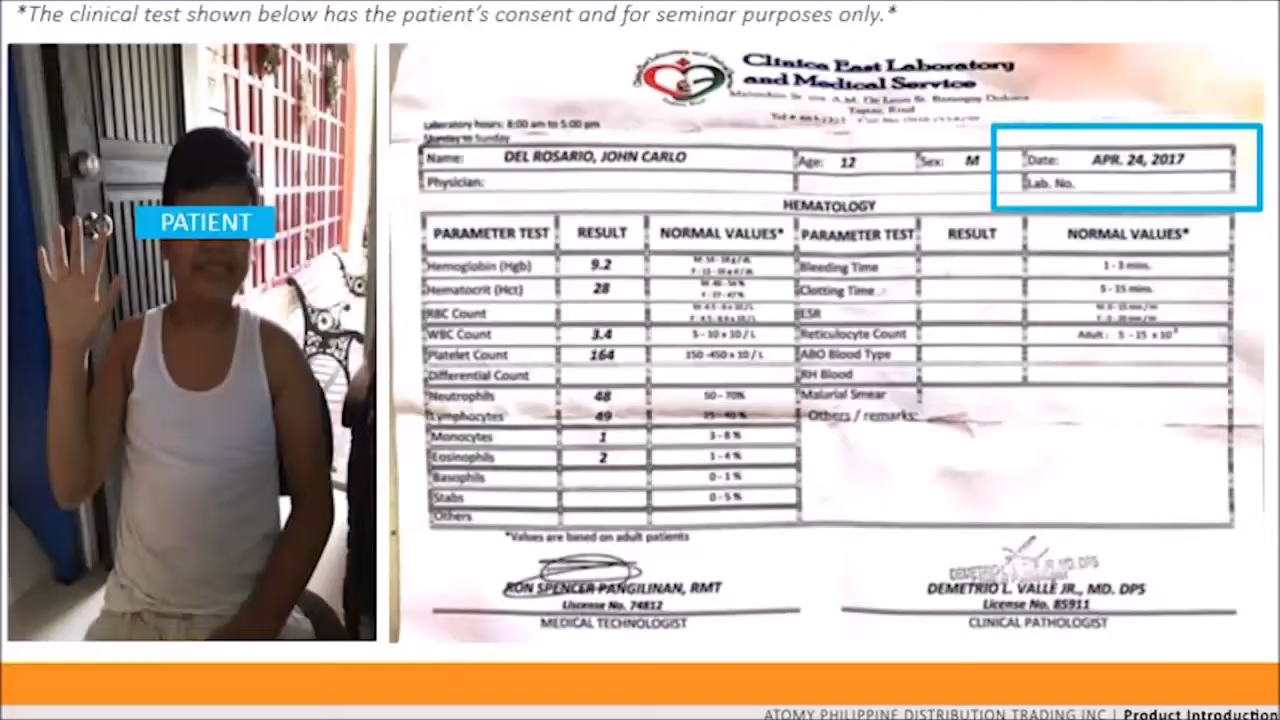 *The clinical test shown below has the patient's consent and for seminar purposes only.*
PATIENT
Clinica East Laboratory
and Medical Service
Laboratory hours: 8:00 am to 5:00 pm
Monday to Sunday
Name: DEL ROSARIO, JOHN CARLO Age: 12 Sex: M Date: APR. 24, 2017
Physician: Lab. No.
HEMATOLOGY
PARAMETER TEST RESULT NORMAL VALUES* PARAMETER TEST RESULT NORMAL VALUES*
Hemoglobin (Hgb) 9.2 Bleeding Time 1 - 3 mins.
Hematocrit (Hct) 28 Clotting Time 5 - 15 mins.
RBC Count ESR
WBC Count 3.4 5 - 10 x 10 / L Reticulocyte Count Adult : 5 - 15 x 10³
Platelet Count 164 150 -450 x 10 / L ABO Blood Type
Differential Count RH Blood
Neutrophils 48 50 - 70% Malarial Smear
Lymphocytes 49 Others / remarks:
Monocytes 1 3 - 8 %
Eosinophils 2 1 - 4 %
Basophils 0 - 1 %
Stabs 0 - 5 %
Others
*Values are based on adult patients
RON SPENCER PANGILINAN, RMT
Liscense No. 74812
MEDICAL TECHNOLOGIST
DEMETRIO L. VALLE JR., MD. DPS
License No. 85911
CLINICAL PATHOLOGIST
ATOMY PHILIPPINE DISTRIBUTION TRADING INC | Product Introduction